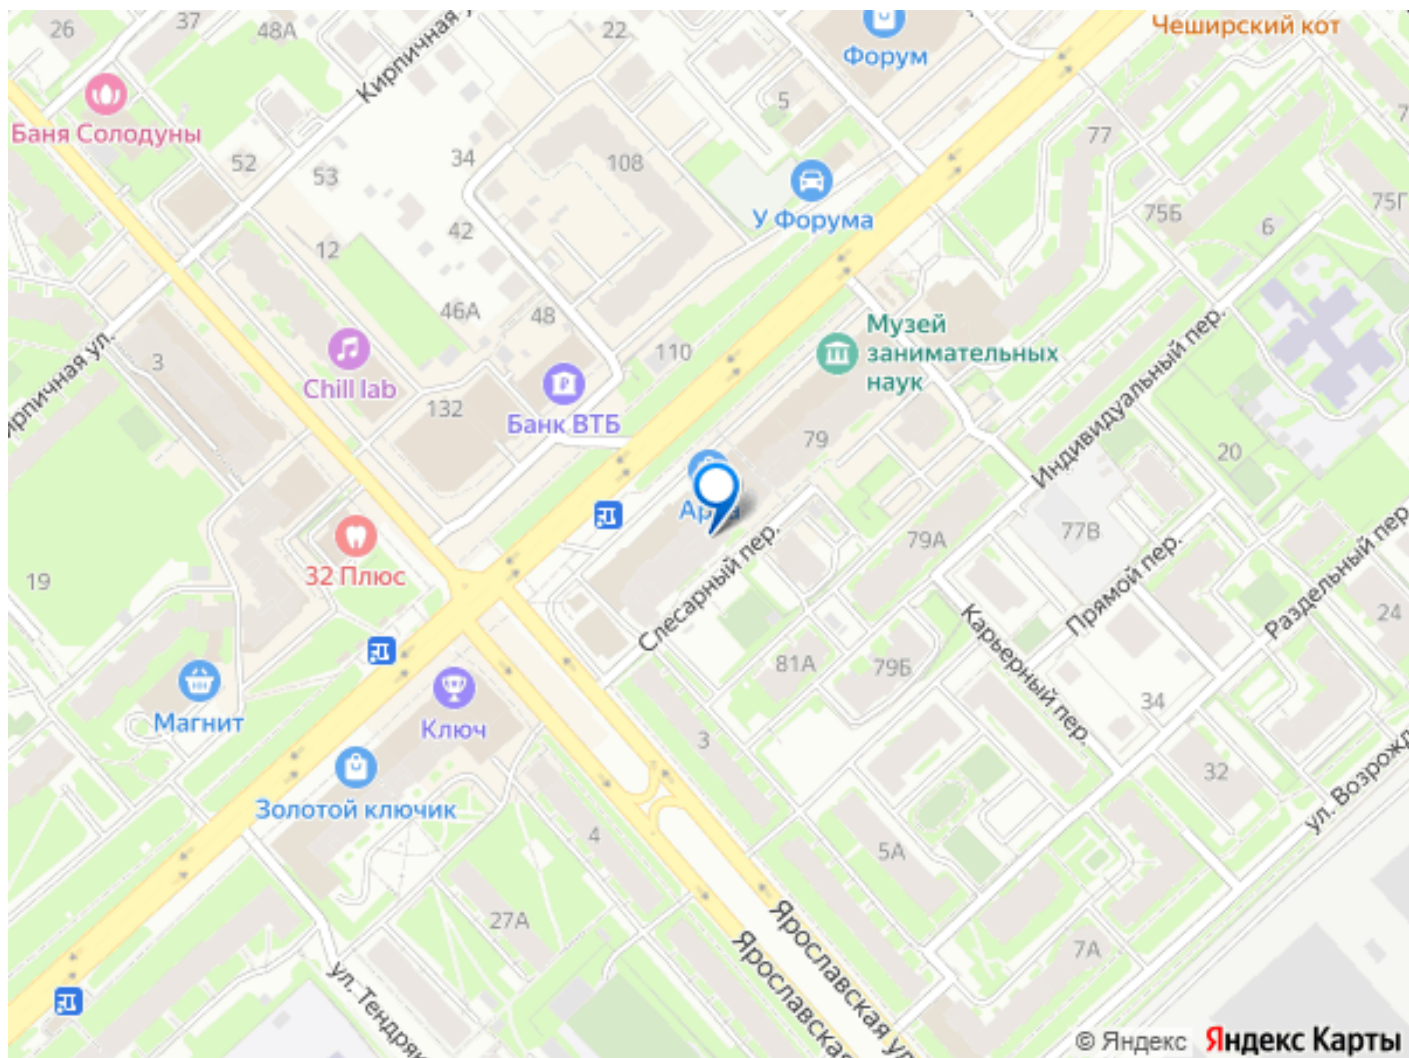 26
37
48А
22
Кирпичная у
Форум
Чеширский кот
Баня Солодуны
52
53
34
108
5
77
7
У Форума
75Б
75Г
6
12
42
46А
48
110
Кирпичная ул.
3
Chill lab
132
Банк ВТБ
Музей
занимательных
наук
79
Индивидуальный пер.
20
77В
79А
Слесарный пер.
Прямой пер.
Раздельный пер
24
19
32 Плюс
81А
79Б
Карьерный пер.
34
32
Магнит
Ключ
3
Золотой ключик
4
5А
ул. Возрожд
27А
7А
ул. Тендряк
Ярославская ул
Ярославская
© Яндекс
Яндекс Карты